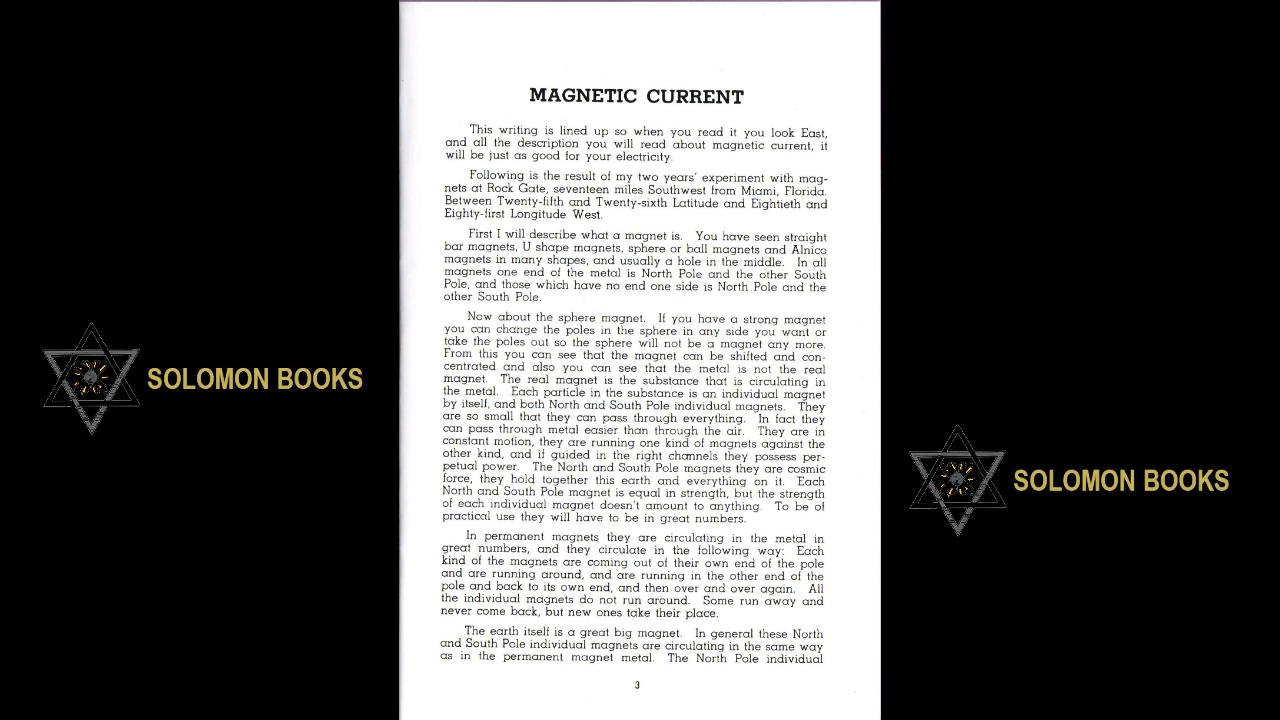 MAGNETIC CURRENT
This writing is lined up so when you read it you look East,
and all the description you will read about magnetic current, it
will be just as good for your electricity.
Following is the result of my two years' experiment with mag-
nets at Rock Gate, seventeen miles Southwest from Miami, Florida.
Between Twenty-fifth and Twenty-sixth Latitude and Eightieth and
Eighty-first Longitude West.
First I will describe what a magnet is. You have seen straight
bar magnets, U shape magnets, sphere or ball magnets and Alnico
magnets in many shapes, and usually a hole in the middle. In all
magnets one end of the metal is North Pole and the other South
Pole, and those which have no end one side is North Pole and the
other South Pole.
Now about the sphere magnet. If you have a strong magnet
you can change the poles in the sphere in any side you want or
take the poles out so the sphere will not be a magnet any more.
From this you can see that the magnet can be shifted and con-
centrated and also you can see that the metal is not the real
magnet. The real magnet is the substance that is circulating in
the metal. Each particle in the substance is an individual magnet
by itself, and both North and South Pole individual magnets. They
are so small that they can pass through everything. In fact they
can pass through metal easier than through the air. They are in
constant motion, they are running one kind of magnets against the
other kind, and if guided in the right channels they possess per-
petual power. The North and South Pole magnets they are cosmic
force, they hold together this earth and everything on it. Each
North and South Pole magnet is equal in strength, but the strength
of each individual magnet doesn't amount to anything. To be of
practical use they will have to be in great numbers.
In permanent magnets they are circulating in the metal in
great numbers, and they circulate in the following way: Each
kind of the magnets are coming out of their own end of the pole
and are running around, and are running in the other end of the
pole and back to its own end, and then over and over again. All
the individual magnets do not run around. Some run away and
never come back, but new ones take their place.
The earth itself is a great big magnet. In general these North
and South Pole individual magnets are circulating in the same way
as in the permanent magnet metal. The North Pole individual
3
SOLOMON BOOKS
SOLOMON BOOKS